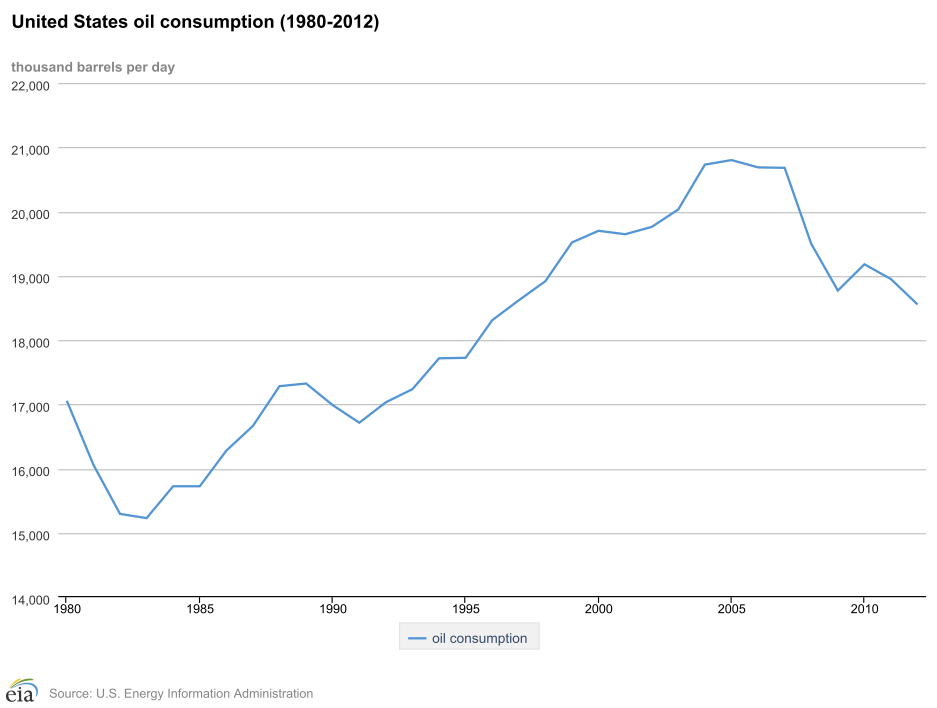 United States oil consumption (1980-2012)
thousand barrels per day
22,000
21,000
20,000
19,000
18,000
17,000
16,000
15,000
14,000
1980 1985 1990 1995 2000 2005 2010
oil consumption
eia Source: U.S. Energy Information Administration